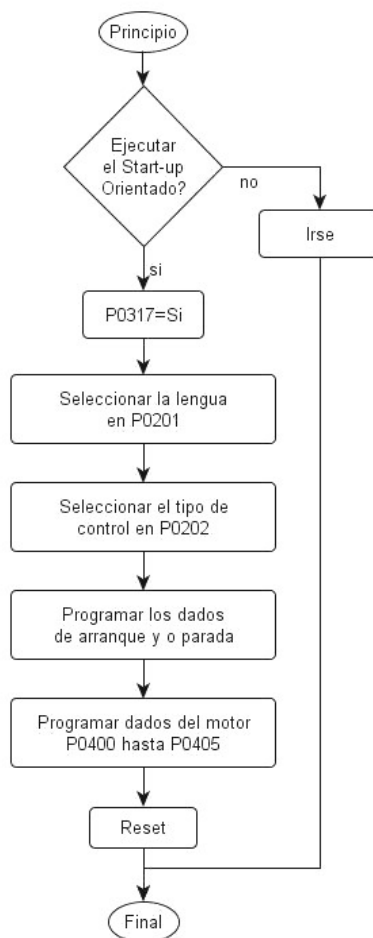 Principio
Ejecutar
el Start-up
Orientado?
no
Irse
si
P0317=Si
Seleccionar la lengua
en P0201
Seleccionar el tipo de
control en P0202
Programar los dados
de arranque y o parada
Programar dados del motor
P0400 hasta P0405
Reset
Final